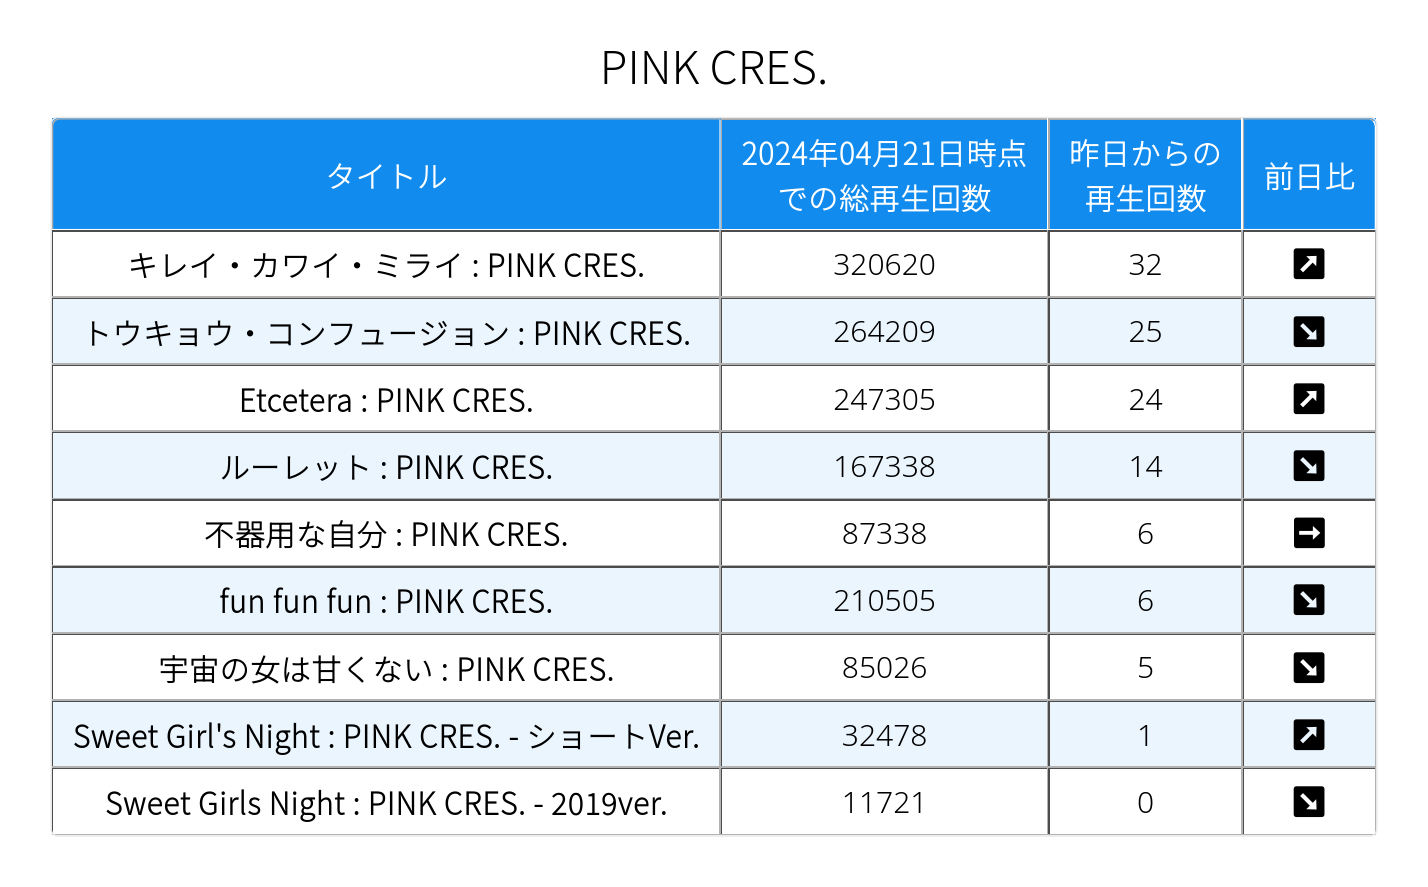 PINK CRES.
タイトル
2024年04月21日時点
での総再生回数
昨日からの
再生回数
前日比
キレイ・カワイ・ミライ : PINK CRES.
320620
32
トウキョウ・コンフュージョン : PINK CRES.
264209
25
Etcetera : PINK CRES.
247305
24
ルーレット : PINK CRES.
167338
14
不器用な自分 : PINK CRES.
87338
6
fun fun fun : PINK CRES.
210505
6
宇宙の女は甘くない : PINK CRES.
85026
5
Sweet Girl's Night : PINK CRES. - ショートVer.
32478
1
Sweet Girls Night : PINK CRES. - 2019ver.
11721
0